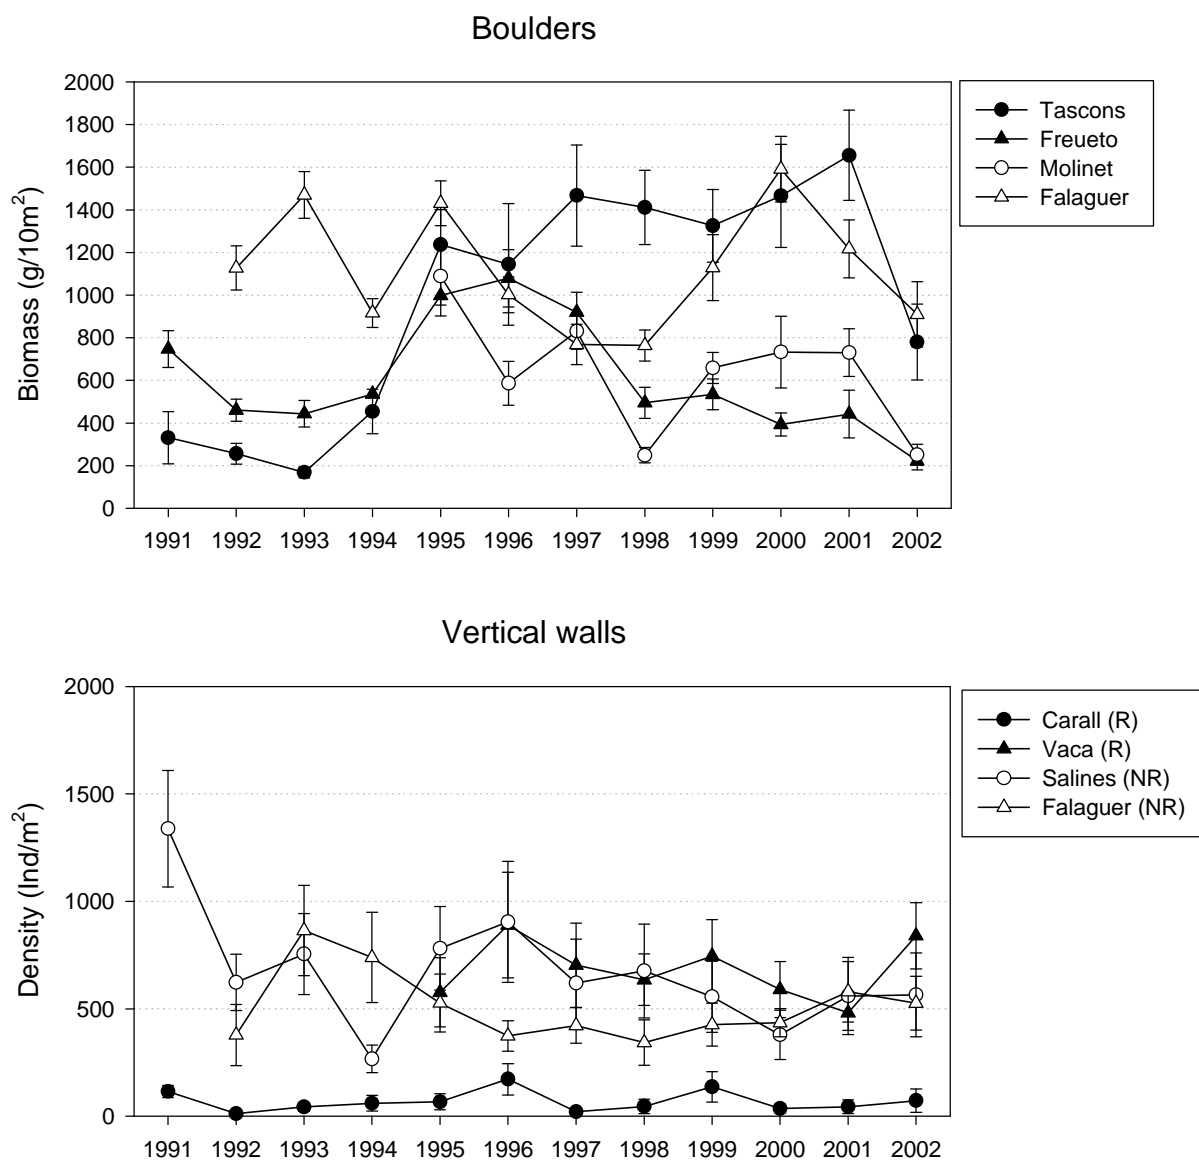 Boulders
Biomass (g/10m²)
2000
1800
1600
1400
1200
1000
800
600
400
200
0
1991 1992 1993 1994 1995 1996 1997 1998 1999 2000 2001 2002
Tascons
Freueto
Molinet
Falaguer
Vertical walls
Density (Ind/m²)
2000
1500
1000
500
0
1991 1992 1993 1994 1995 1996 1997 1998 1999 2000 2001 2002
Carall (R)
Vaca (R)
Salines (NR)
Falaguer (NR)